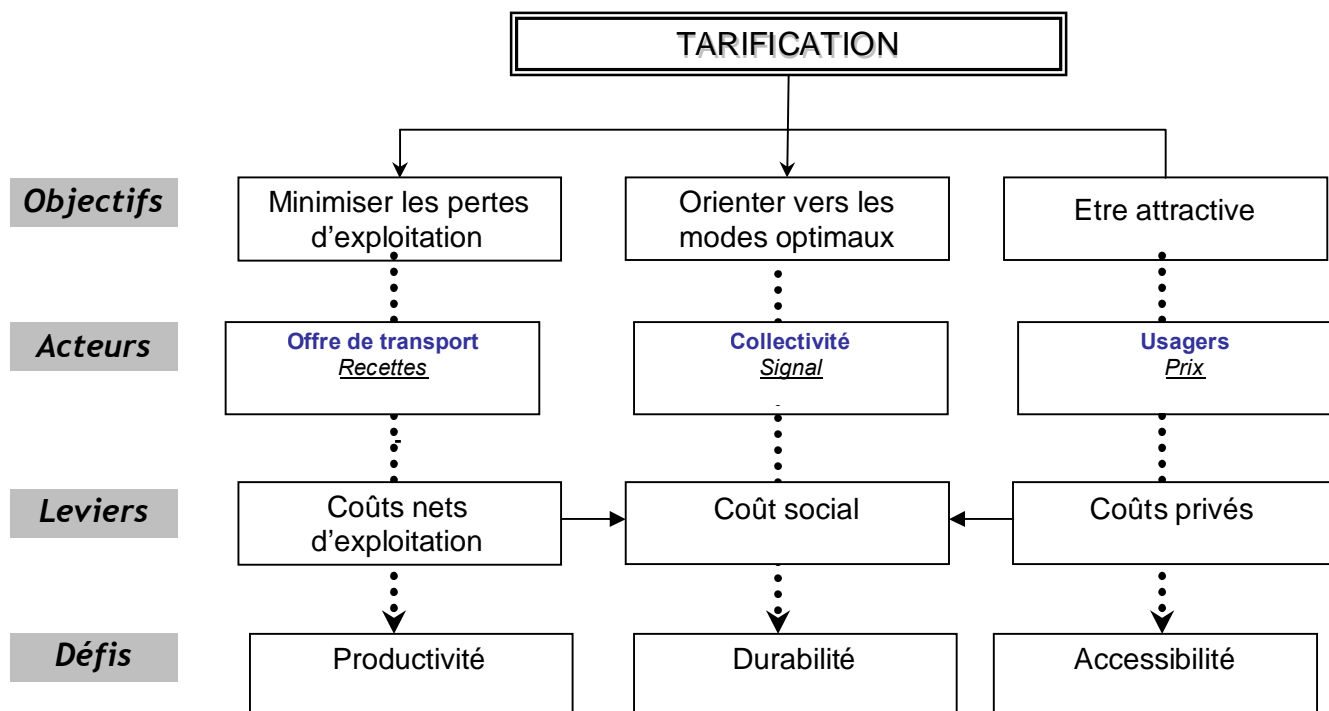 TARIFICATION
Objectifs
Minimiser les pertes
d’exploitation
Orienter vers les
modes optimaux
Etre attractive
Acteurs
Offre de transport
Recettes
Collectivité
Signal
Usagers
Prix
Leviers
Coûts nets
d’exploitation
Coût social
Coûts privés
Défis
Productivité
Durabilité
Accessibilité